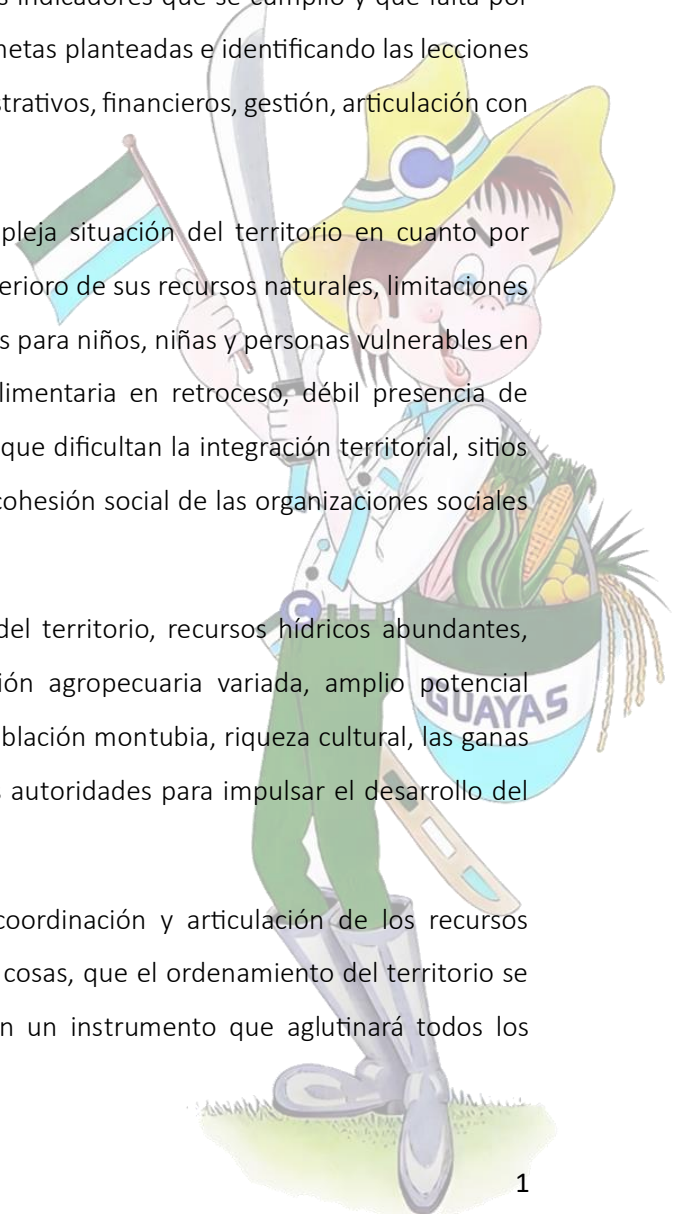 indicadores que se cumplió y que falta por
metas planteadas e identificando las lecciones
strativos, financieros, gestión, articulación con
pleja situación del territorio en cuanto por
erioro de sus recursos naturales, limitaciones
s para niños, niñas y personas vulnerables en
limentaria en retroceso, débil presencia de
que dificultan la integración territorial, sitios
cohesión social de las organizaciones sociales
del territorio, recursos hídricos abundantes,
ión agropecuaria variada, amplio potencial
blación montubia, riqueza cultural, las ganas
s autoridades para impulsar el desarrollo del
coordinación y articulación de los recursos
cosas, que el ordenamiento del territorio se
n un instrumento que aglutinará todos los
C
C
GUAYAS
1